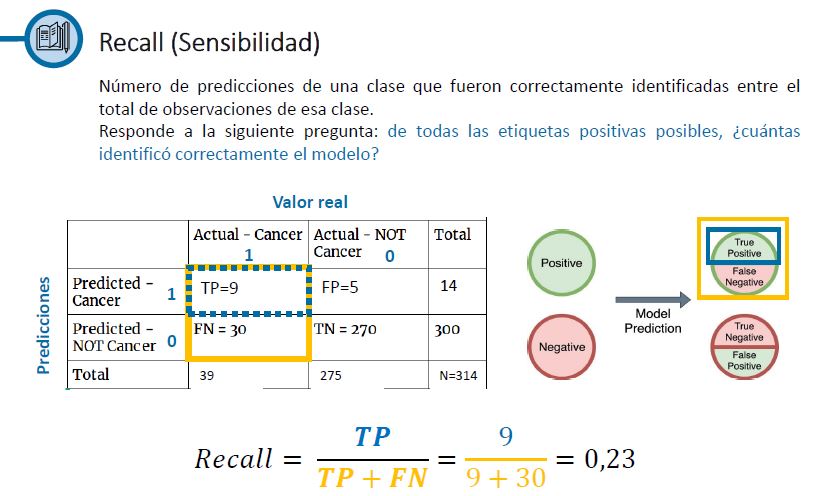 Recall (Sensibilidad)
Número de predicciones de una clase que fueron correctamente identificadas entre el
total de observaciones de esa clase.
Responde a la siguiente pregunta: de todas las etiquetas positivas posibles, ¿cuántas
identificó correctamente el modelo?
Valor real
Predicciones
Actual - Cancer 1 Actual - NOT Cancer 0 Total
Predicted - Cancer 1 TP=9 FP=5 14
Predicted - NOT Cancer 0 FN = 30 TN = 270 300
Total 39 275 N=314
Positive
Negative
Model
Prediction
True
Positive
False
Negative
True
Negative
False
Positive
Recall = TP / TP + FN = 9 / 9 + 30 = 0,23